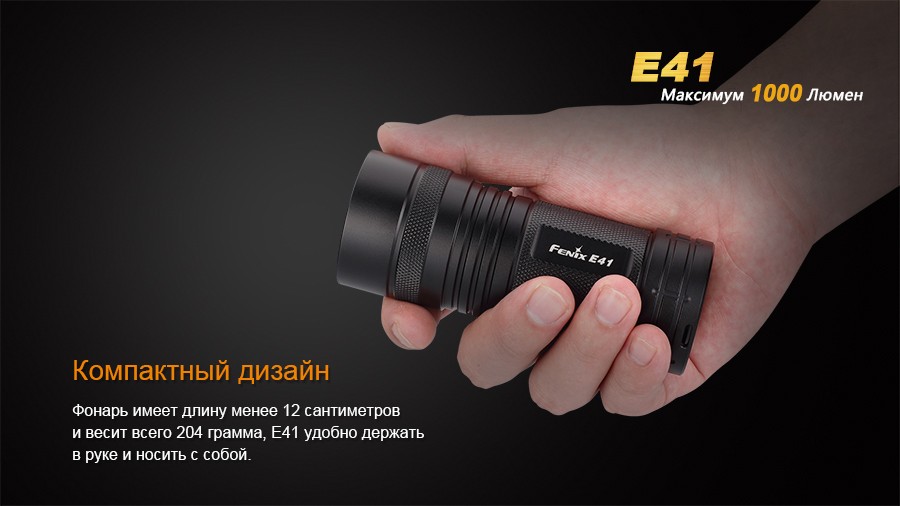 E41
Максимум 1000 Люмен
FENIX E41
Компактный дизайн
Фонарь имеет длину менее 12 сантиметров
и весит всего 204 грамма, E41 удобно держать
в руке и носить с собой.